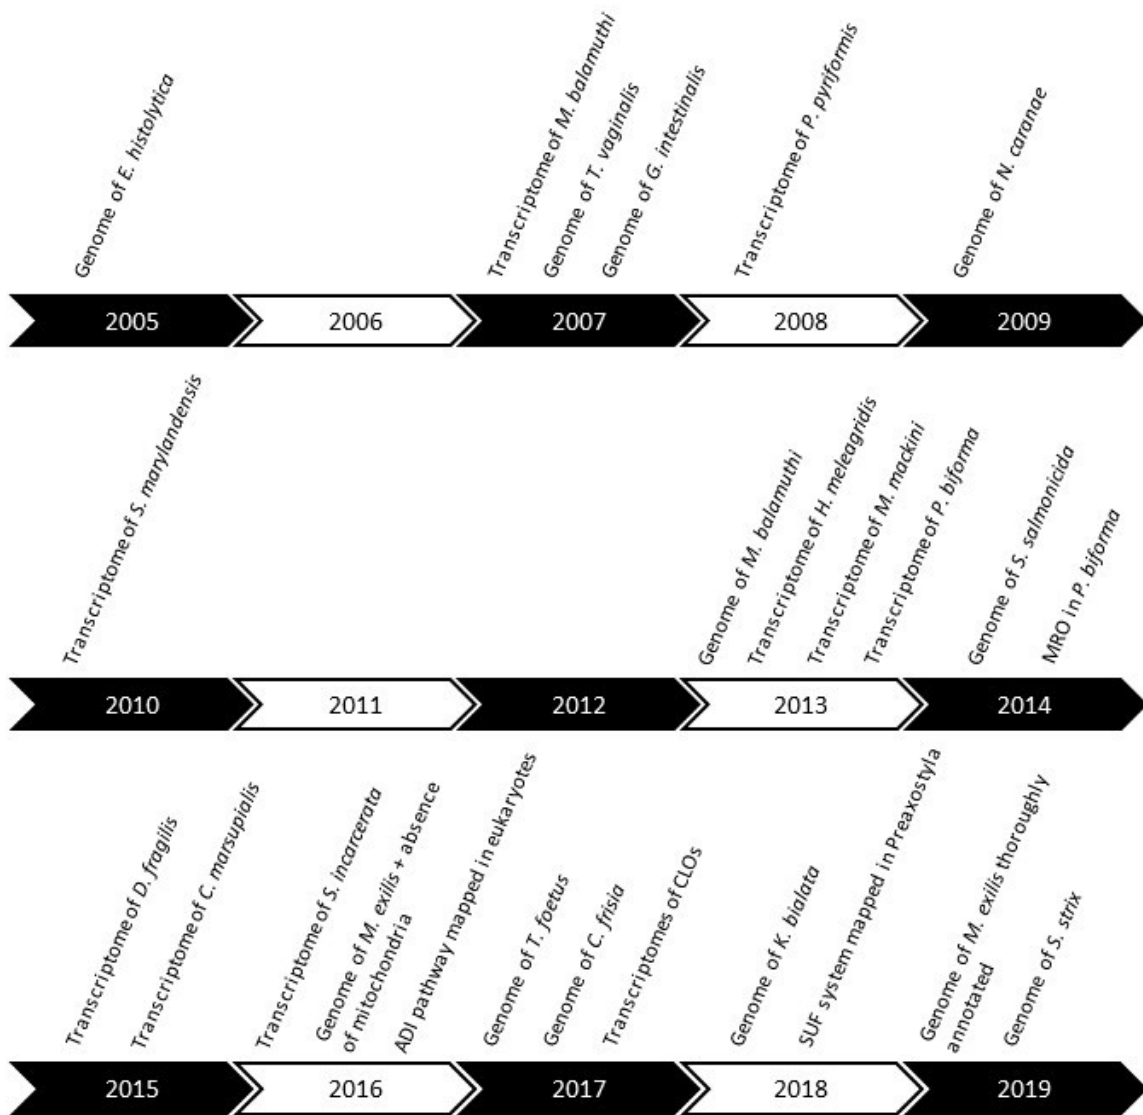 Genome of E. histolytica
Transcriptome of M. balamuthi
Genome of T. vaginalis
Genome of G. intestinalis
Transcriptome of P. pyriformis
Genome of N. caranae
2005
2006
2007
2008
2009
Transcriptome of S. marylandensis
Genome of M. balamuthi
Transcriptome of H. meleagridis
Transcriptome of M. mackini
Transcriptome of P. biforma
Genome of S. salmonicida
MRO in P. biforma
2010
2011
2012
2013
2014
Transcriptome of D. fragilis
Transcriptome of C. marsupialis
Transcriptome of S. incarcerata
Genome of M. exilis + absence
of mitochondria
ADI pathway mapped in eukaryotes
Genome of T. foetus
Genome of C. frisia
Transcriptomes of CLOs
Genome of K. bialata
SUF system mapped in Preaxostyla
Genome of M. exilis thoroughly
annotated
Genome of S. strix
2015
2016
2017
2018
2019